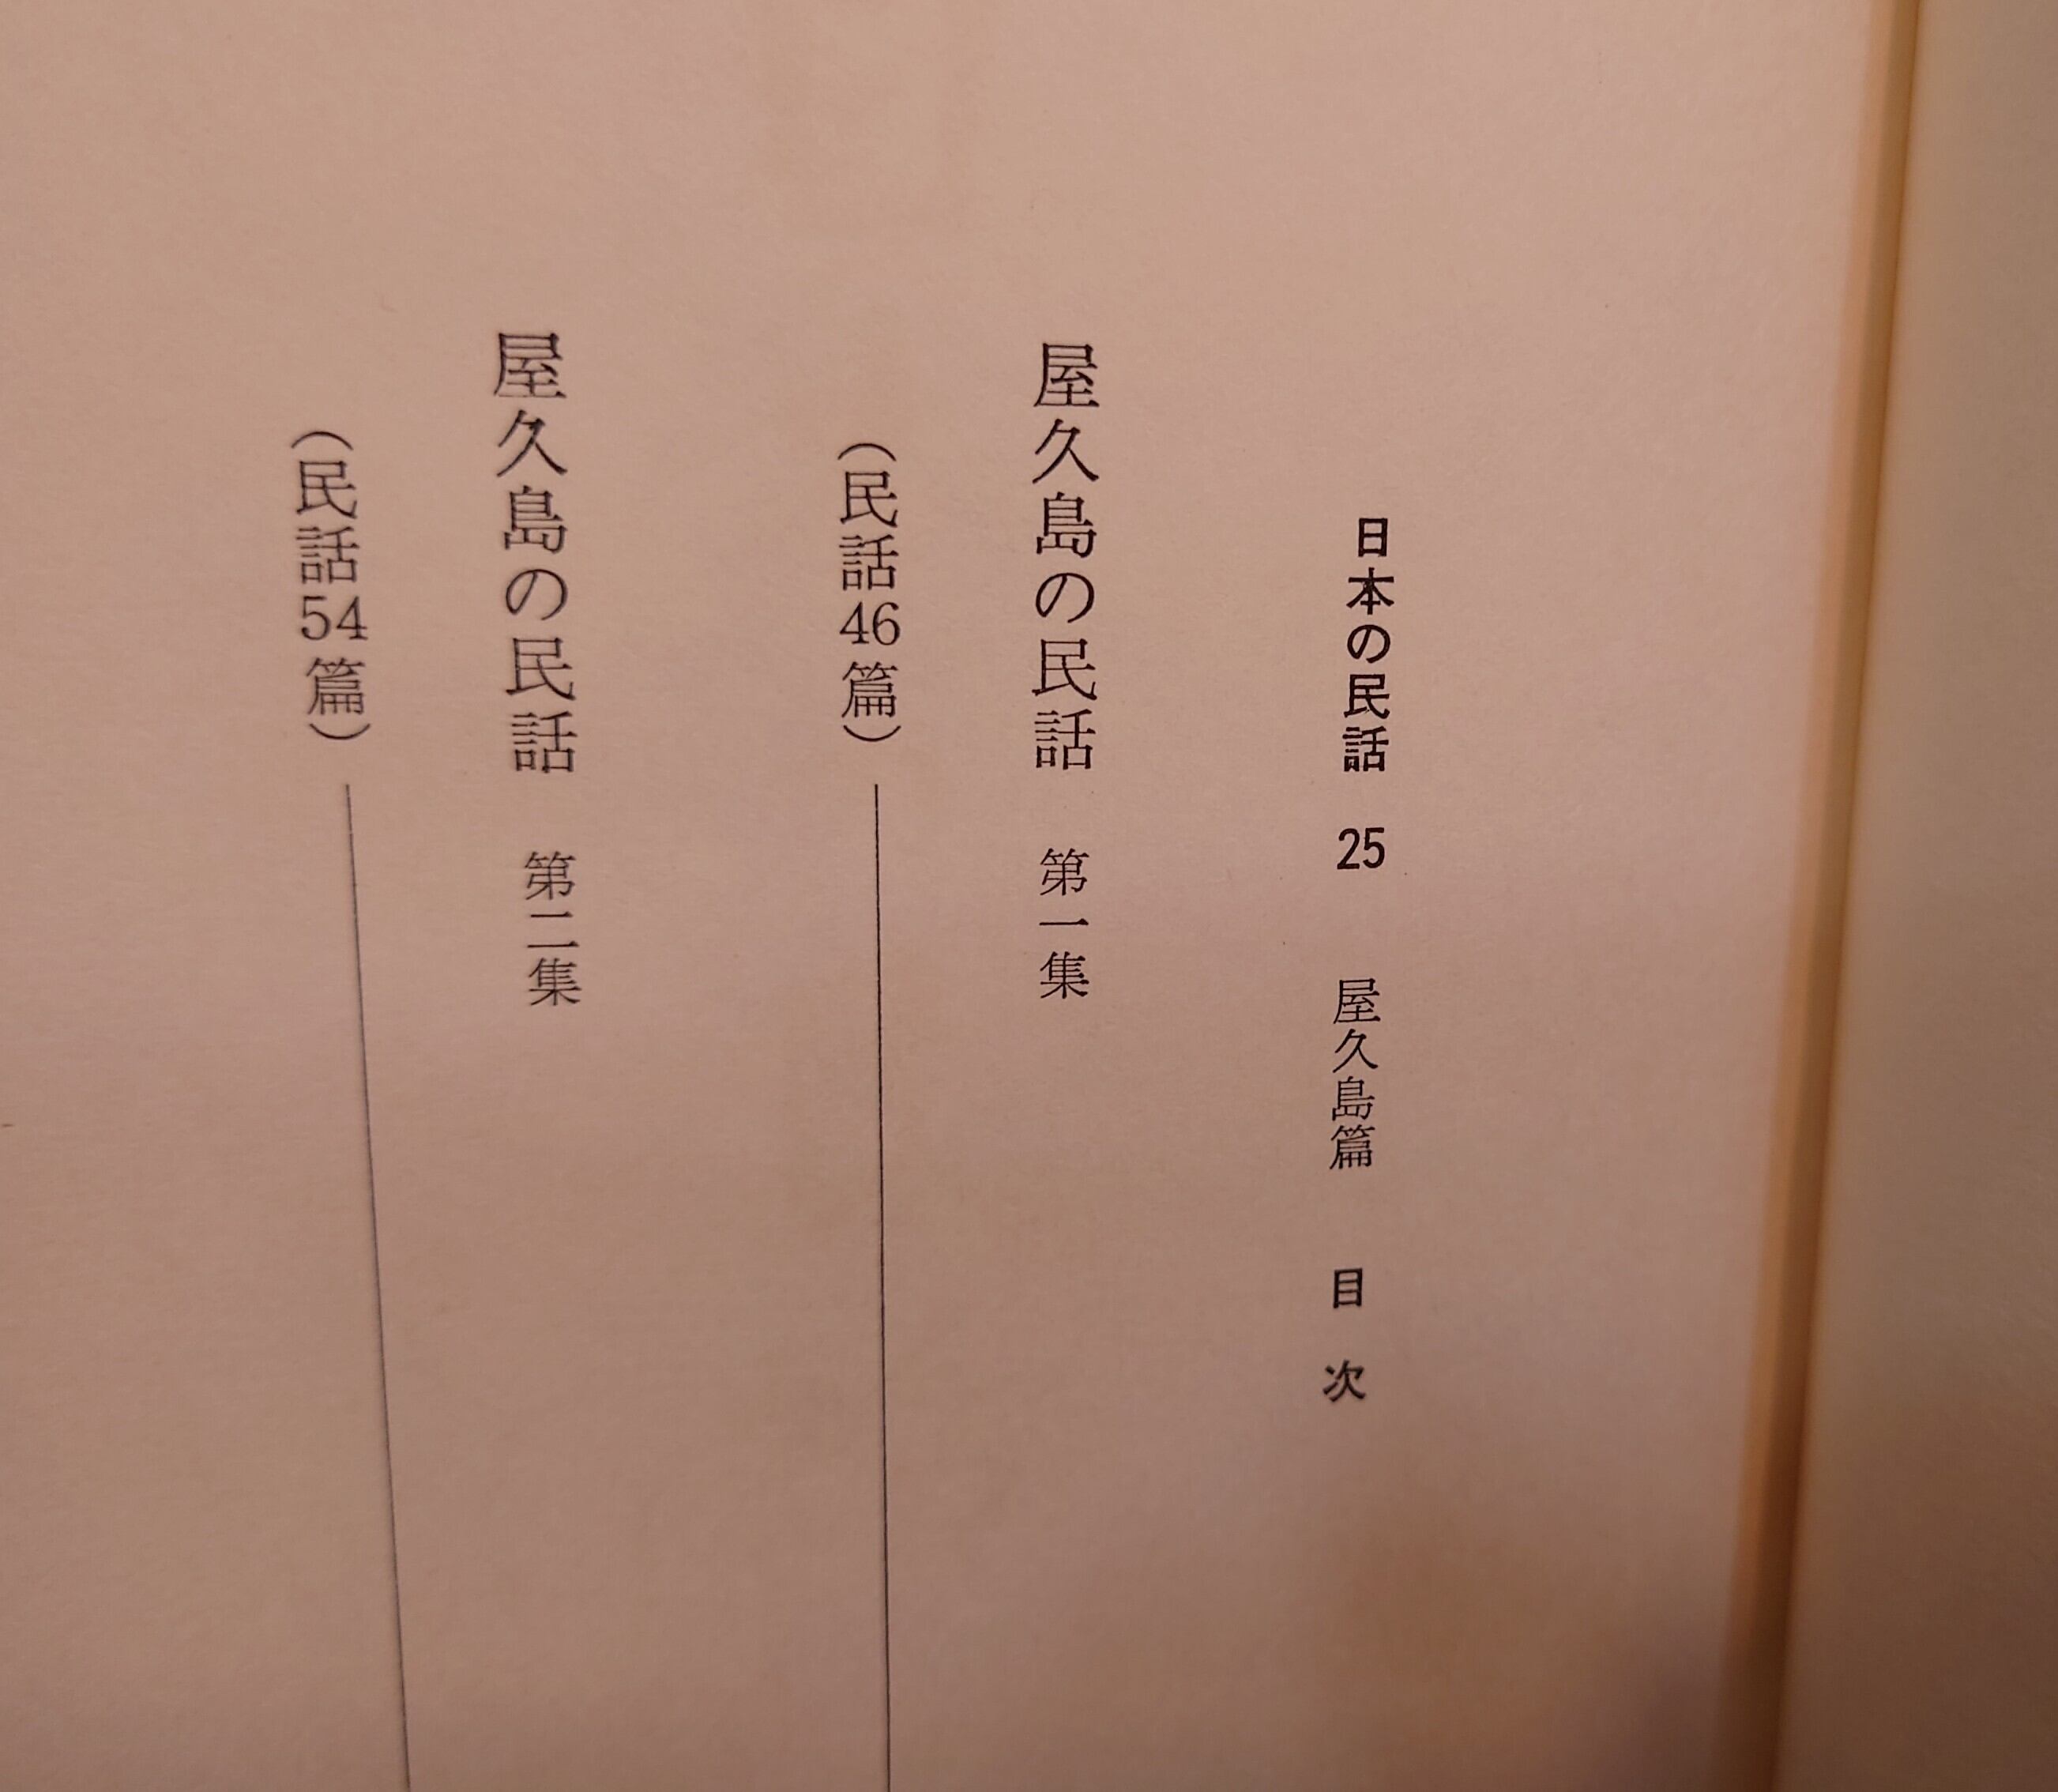 日本の民話 25 屋久島篇 目次
屋久島の民話 第一集
(民話46篇)
屋久島の民話 第二集
(民話54篇)